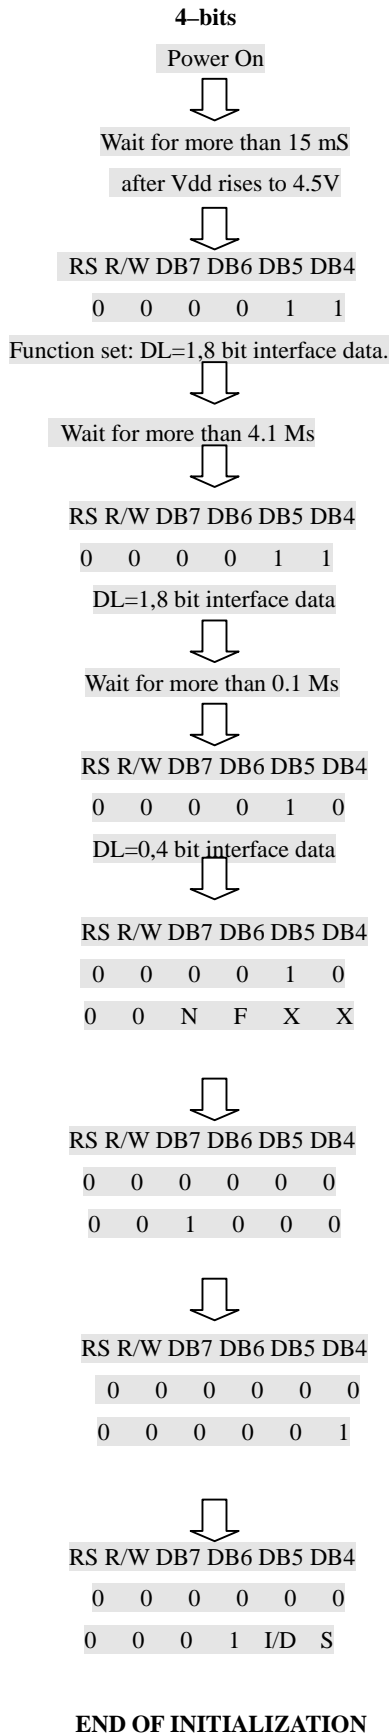 4–bits
Power On
Wait for more than 15 mS
after Vdd rises to 4.5V
RS R/W DB7 DB6 DB5 DB4
0 0 0 0 1 1
Function set: DL=1,8 bit interface data.
Wait for more than 4.1 Ms
RS R/W DB7 DB6 DB5 DB4
0 0 0 0 1 1
DL=1,8 bit interface data
Wait for more than 0.1 Ms
RS R/W DB7 DB6 DB5 DB4
0 0 0 0 1 0
DL=0,4 bit interface data
RS R/W DB7 DB6 DB5 DB4
0 0 0 0 1 0
0 0 N F X X
RS R/W DB7 DB6 DB5 DB4
0 0 0 0 0 0
0 0 1 0 0 0
RS R/W DB7 DB6 DB5 DB4
0 0 0 0 0 0
0 0 0 0 0 1
RS R/W DB7 DB6 DB5 DB4
0 0 0 0 0 0
0 0 0 1 I/D S
END OF INITIALIZATION